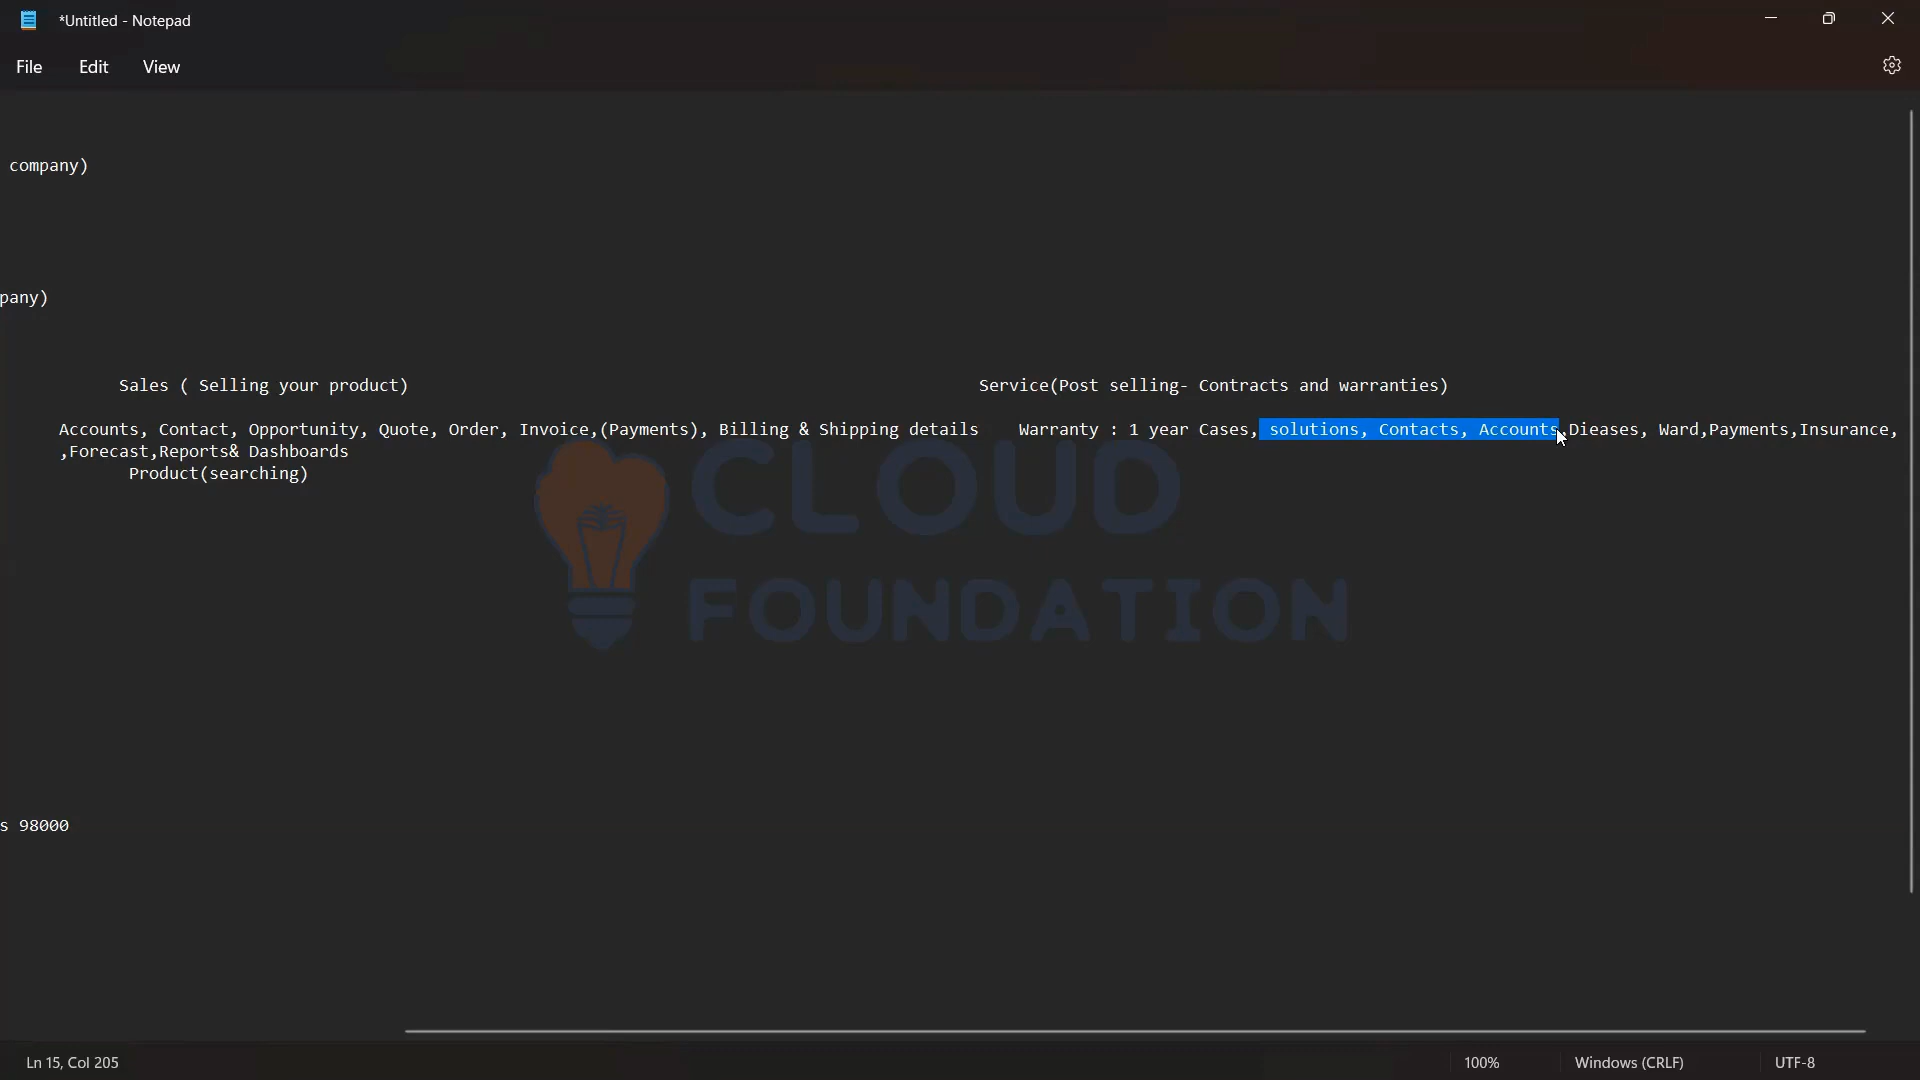 *Untitled - Notepad
File Edit View
company)
pany)
Sales ( Selling your product) Service(Post selling- Contracts and warranties)
Accounts, Contact, Opportunity, Quote, Order, Invoice,(Payments), Billing & Shipping details Warranty : 1 year Cases, solutions, Contacts, Accounts,Dieases, Ward,Payments,Insurance,
,Forecast,Reports& Dashboards
Product(searching)
CLOUD
FOUNDATION
s 98000
Ln 15, Col 205 100% Windows (CRLF) UTF-8